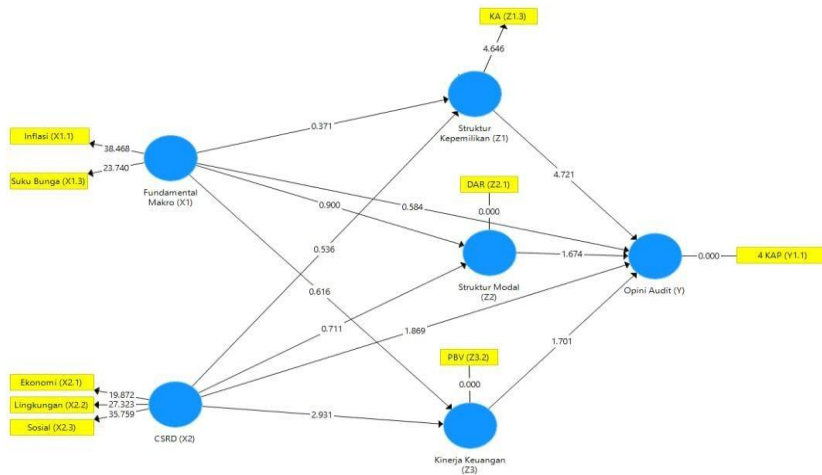 KA (Z1.3)
4.646
Struktur
Kepemilikan (Z1)
Inflasi (X1.1)
38.468
23.740
Suku Bunga (X1.3)
Fundamental
Makro (X1)
0.371
4.721
DAR (Z2.1)
0.000
0.584
0.900
0.536
0.616
Struktur Modal
(Z2)
1.674
0.000
4 KAP (Y1.1)
Opini Audit (Y)
0.711
1.869
1.701
PBV (Z3.2)
0.000
Ekonomi (X2.1)
19.872
Lingkungan (X2.2)
27.323
35.759
Sosial (X2.3)
CSRD (X2)
2.931
Kinerja Keuangan
(Z3)